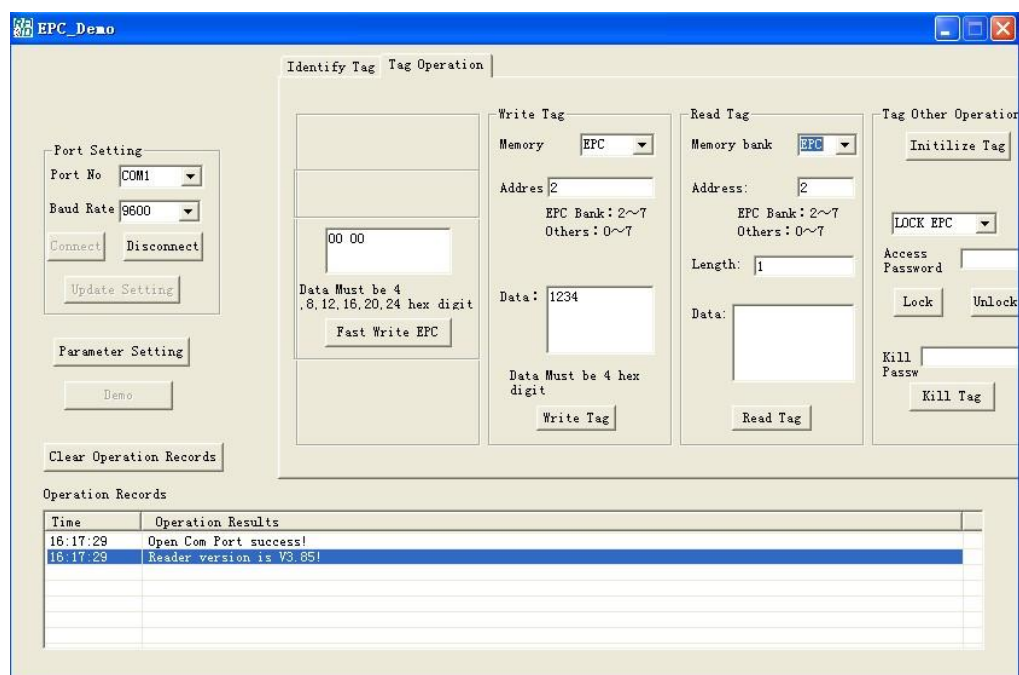 EPC_Demo
Identify Tag
Tag Operation
Port Setting
Port No
COM1
Baud Rate
9600
Connect
Disconnect
Update Setting
Parameter Setting
Demo
Clear Operation Records
00 00
Data Must be 4
,8,12,16,20,24 hex digit
Fast Write EPC
Write Tag
Memory
EPC
Addres
2
EPC Bank：2～7
Others：0～7
Data：
1234
Data Must be 4 hex
digit
Write Tag
Read Tag
Memory bank
EPC
Address:
2
EPC Bank：2～7
Others：0～7
Length:
1
Data:
Read Tag
Tag Other Operation
Initilize Tag
LOCK EPC
Access
Password
Lock
Unlock
Kill
Passw
Kill Tag
Operation Records
Time
Operation Results
16:17:29
Open Com Port success!
16:17:29
Reader version is V3.85!